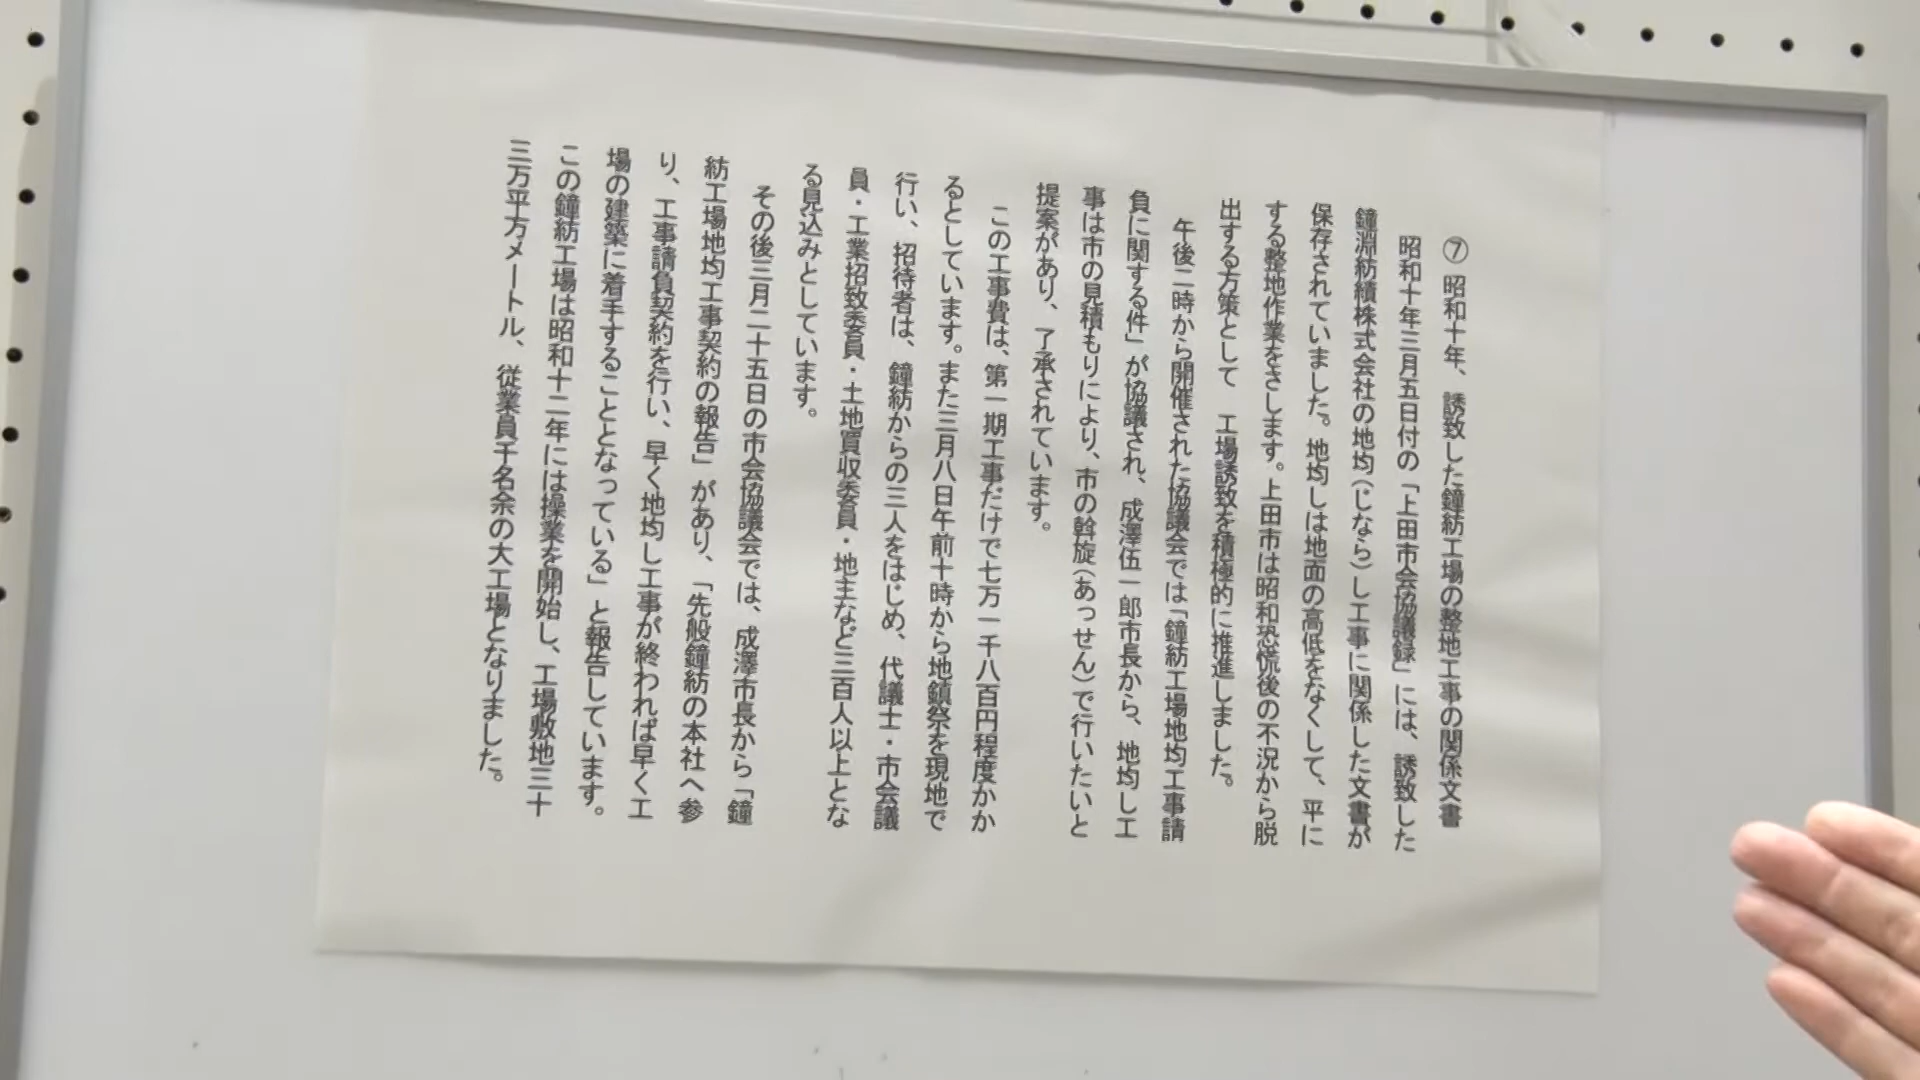 ⑦ 昭和十年、誘致した鐘紡工場の整地工事の関係文書
昭和十年三月五日付の「上田市会協議録」には、誘致した
鐘淵紡績株式会社の地均（じなら）し工事に関係した文書が
保存されていました。地均しは地面の高低をなくして、平に
する整地作業をさします。上田市は昭和恐慌後の不況から脱
出する方策として 工場誘致を積極的に推進しました。
午後二時から開催された協議会では「鐘紡工場地均工事請
負に関する件」が協議され、成澤伍一郎市長から、地均し工
事は市の見積もりにより、市の斡旋（あっせん）で行いたいと
提案があり、了承されています。
この工事費は、第一期工事だけで七万一千八百円程度かか
るとしています。また三月八日午前十時から地鎮祭を現地で
行い、招待者は、鐘紡からの三人をはじめ、代議士・市会議
員・工業招致委員・土地買収委員・地主など三百人以上とな
る見込みとしています。
その後三月二十五日の市会協議会では、成澤市長から「鐘
紡工場地均工事契約の報告」があり、「先般鐘紡の本社へ参
り、工事請負契約を行い、早く地均し工事が終われば早く工
場の建築に着手することとなっている」と報告しています。
この鐘紡工場は昭和十二年には操業を開始し、工場敷地三十
三万平方メートル、従業員千名余の大工場となりました。